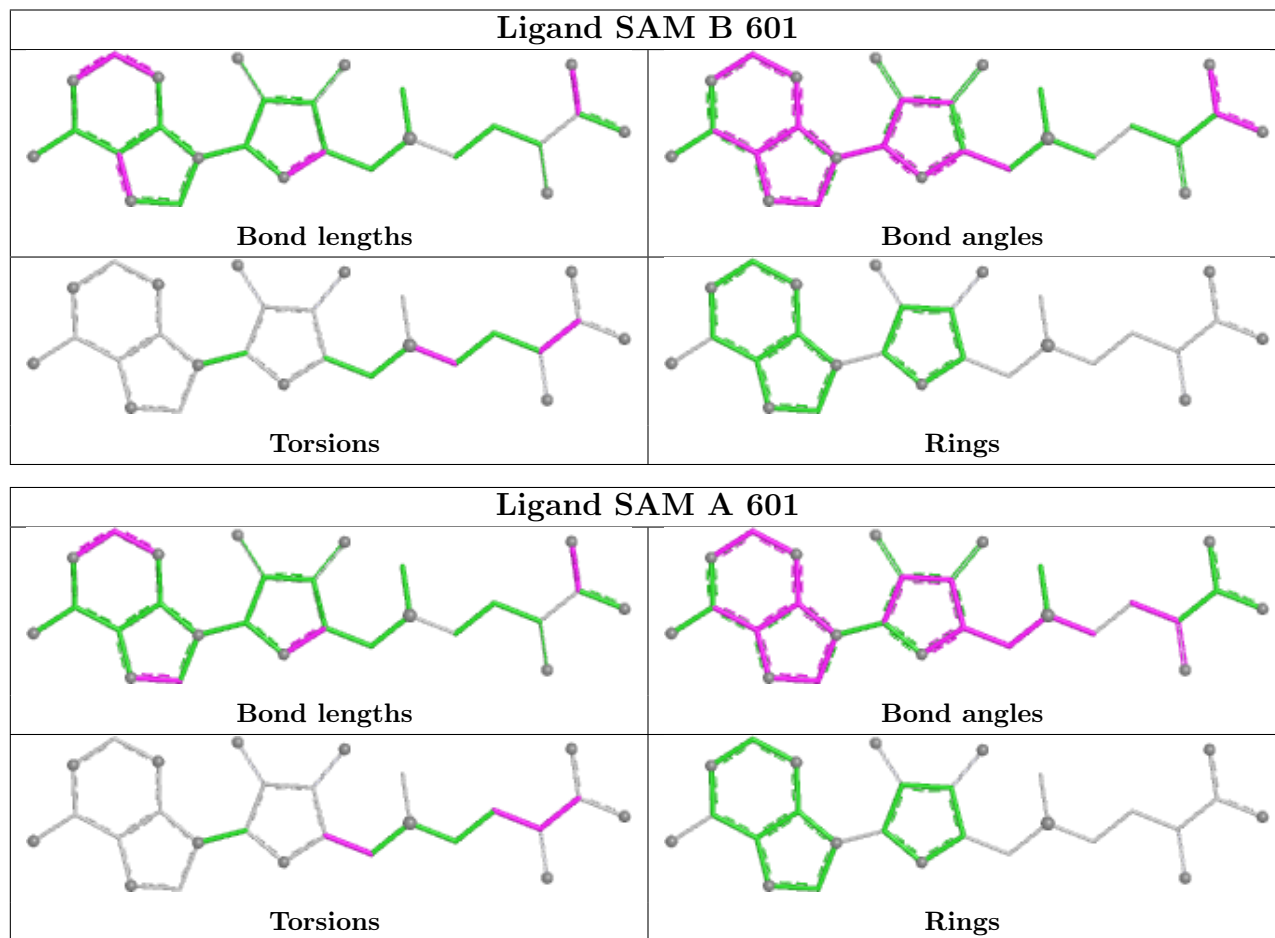 Ligand SAM B 601
Bond lengths
Bond angles
Torsions
Rings
Ligand SAM A 601
Bond lengths
Bond angles
Torsions
Rings